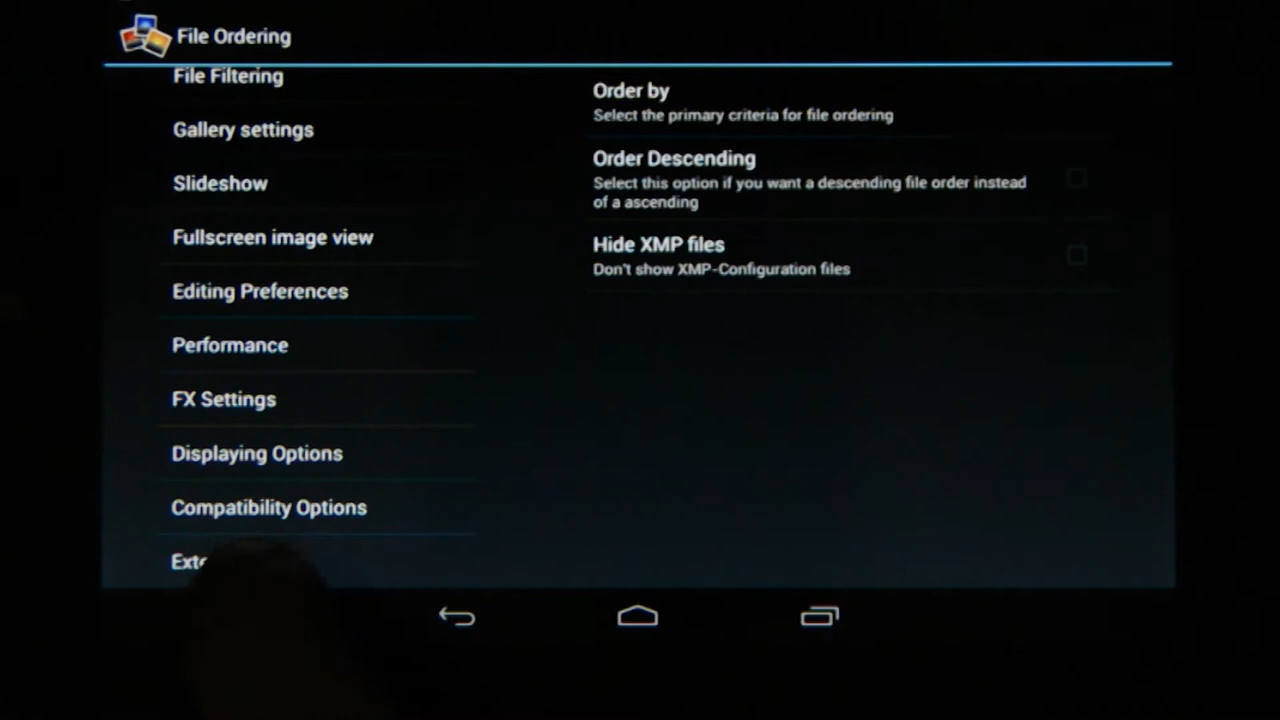 File Ordering
File Filtering
Gallery settings
Slideshow
Fullscreen image view
Editing Preferences
Performance
FX Settings
Displaying Options
Compatibility Options
Order by
Select the primary criteria for file ordering
Order Descending
Select this option if you want a descending file order instead
of a ascending
Hide XMP files
Don't show XMP-Configuration files